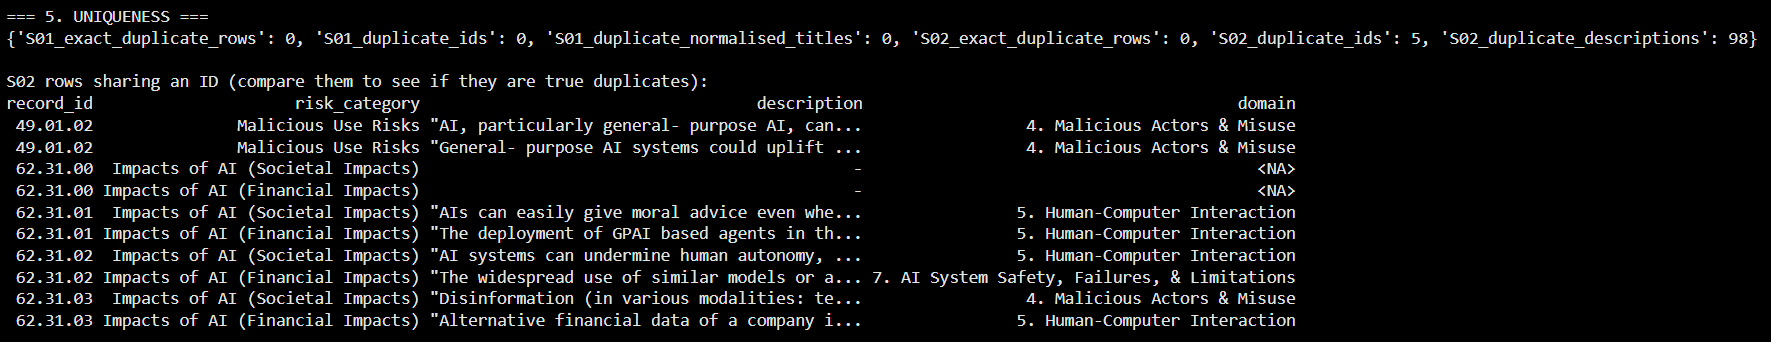 === 5. UNIQUENESS ===
{'S01_exact_duplicate_rows': 0, 'S01_duplicate_ids': 0, 'S01_duplicate_normalised_titles': 0, 'S02_exact_duplicate_rows': 0, 'S02_duplicate_ids': 5, 'S02_duplicate_descriptions': 98}
S02 rows sharing an ID (compare them to see if they are true duplicates):
record_id risk_category description domain
49.01.02 Malicious Use Risks "AI, particularly general- purpose AI, can... 4. Malicious Actors & Misuse
49.01.02 Malicious Use Risks "General- purpose AI systems could uplift ... 4. Malicious Actors & Misuse
62.31.00 Impacts of AI (Societal Impacts) - <NA>
62.31.00 Impacts of AI (Financial Impacts) - <NA>
62.31.01 Impacts of AI (Societal Impacts) "AIs can easily give moral advice even whe... 5. Human-Computer Interaction
62.31.01 Impacts of AI (Financial Impacts) "The deployment of GPAI based agents in th... 5. Human-Computer Interaction
62.31.02 Impacts of AI (Societal Impacts) "AI systems can undermine human autonomy, ... 5. Human-Computer Interaction
62.31.02 Impacts of AI (Financial Impacts) "The widespread use of similar models or a... 7. AI System Safety, Failures, & Limitations
62.31.03 Impacts of AI (Societal Impacts) "Disinformation (in various modalities: te... 4. Malicious Actors & Misuse
62.31.03 Impacts of AI (Financial Impacts) "Alternative financial data of a company i... 5. Human-Computer Interaction